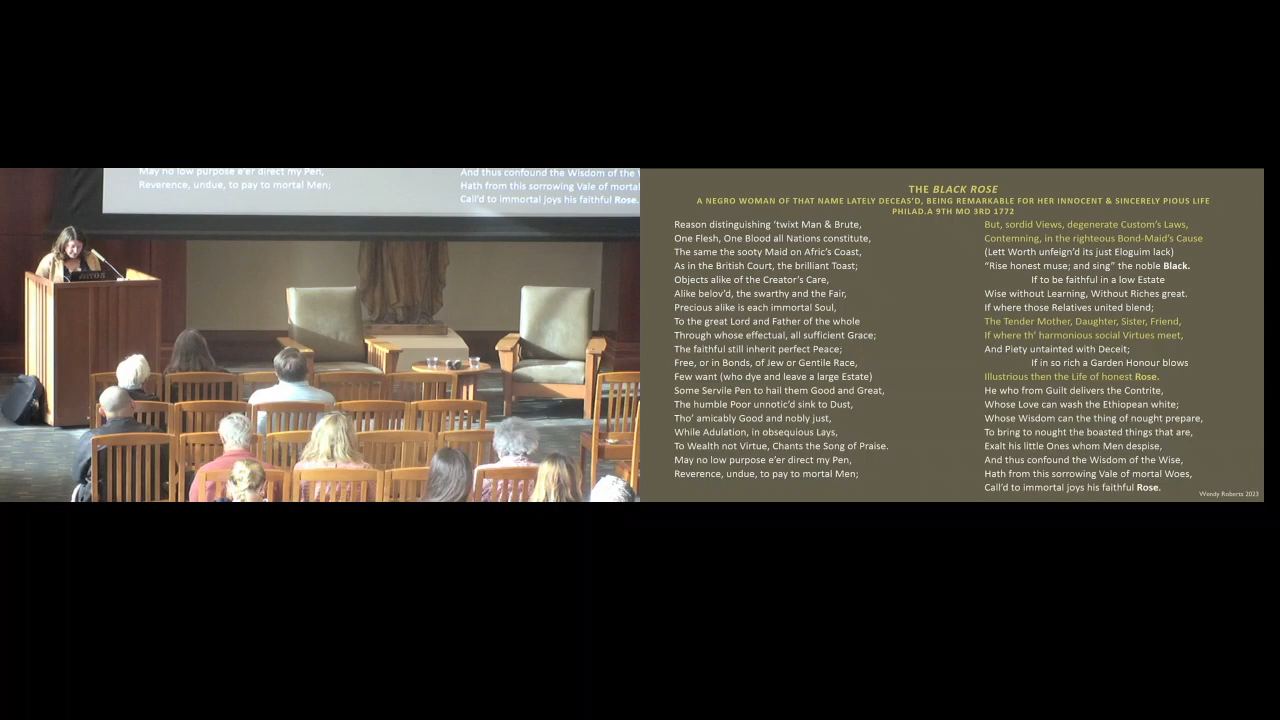 May no low purpose e'er direct my Pen,
Reverence, undue, to pay to mortal Men;
And thus confound the Wisdom of the W
Hath from this sorrowing Vale of mortal
Call'd to immortal joys his faithful Rose.
THE BLACK ROSE
A NEGRO WOMAN OF THAT NAME LATELY DECEAS'D, BEING REMARKABLE FOR HER INNOCENT & SINCERELY PIOUS LIFE
PHILAD.A 9TH MO 3RD 1772
Reason distinguishing 'twixt Man & Brute,
One Flesh, One Blood all Nations constitute,
The same the sooty Maid on Afric's Coast,
As in the British Court, the brilliant Toast;
Objects alike of the Creator's Care,
Alike belov'd, the swarthy and the Fair,
Precious alike is each immortal Soul,
To the great Lord and Father of the whole
Through whose effectual, all sufficient Grace;
The faithful still inherit perfect Peace;
Free, or in Bonds, of Jew or Gentile Race,
Few want (who dye and leave a large Estate)
Some Servile Pen to hail them Good and Great,
The humble Poor unnotic'd sink to Dust,
Tho' amicably Good and nobly just,
While Adulation, in obsequious Lays,
To Wealth not Virtue, Chants the Song of Praise.
May no low purpose e'er direct my Pen,
Reverence, undue, to pay to mortal Men;
But, sordid Views, degenerate Custom's Laws,
Contemning, in the righteous Bond-Maid's Cause
(Lett Worth unfeign'd its just Eloguim lack)
"Rise honest muse; and sing" the noble Black.
If to be faithful in a low Estate
Wise without Learning, Without Riches great.
If where those Relatives united blend;
The Tender Mother, Daughter, Sister, Friend,
If where th' harmonious social Virtues meet,
And Piety untainted with Deceit;
If in so rich a Garden Honour blows
Illustrious then the Life of honest Rose.
He who from Guilt delivers the Contrite,
Whose Love can wash the Ethiopean white;
Whose Wisdom can the thing of nought prepare,
To bring to nought the boasted things that are,
Exalt his little Ones whom Men despise,
And thus confound the Wisdom of the Wise,
Hath from this sorrowing Vale of mortal Woes,
Call'd to immortal joys his faithful Rose.
Wendy Roberts 2023